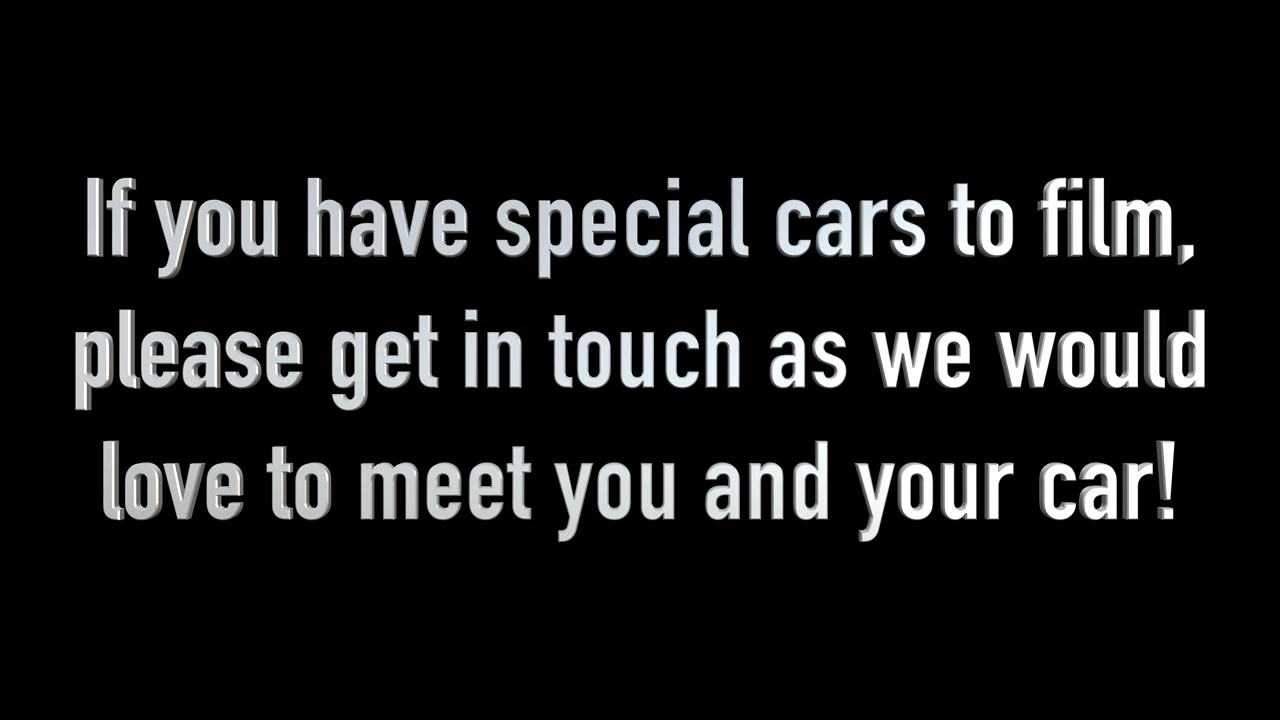 If you have special cars to film,
please get in touch as we would
love to meet you and your car!